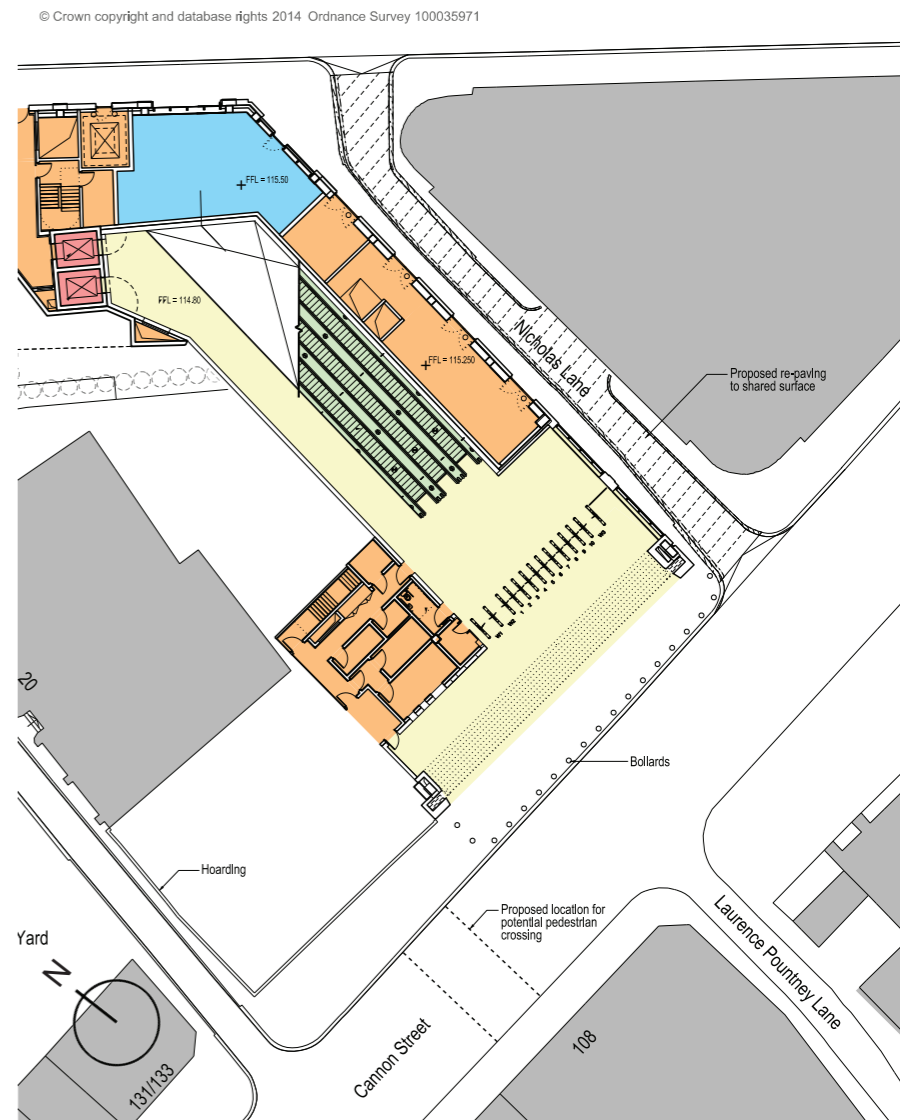 © Crown copyright and database rights 2014 Ordnance Survey 100035971
FFL = 115.50
FFL = 114.80
FFL = 115.250
Nicholas Lane
Proposed re-paving
to shared surface
20
Bollards
Hoarding
Proposed location for
potential pedestrian
crossing
Laurence Pountney Lane
Yard
N
Cannon Street
108
131/133